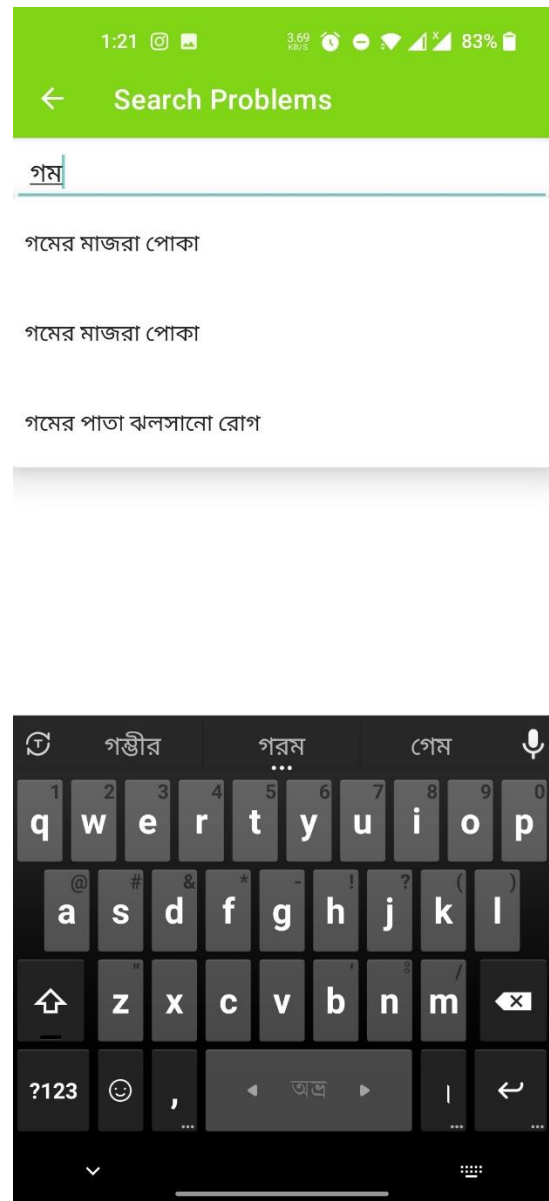 1:21 3.69 KB/S 83%
Search Problems
গম
গমের মাজরা পোকা
গমের মাজরা পোকা
গমের পাতা ঝলসানো রোগ
গম্ভীর গরম গেম
1 2 3 4 5 6 7 8 9 0
q w e r t y u i o p
@ # & * - ! ? ( )
a s d f g h j k l
" ' : /
z x c v b n m
?123 , অভ্র ।